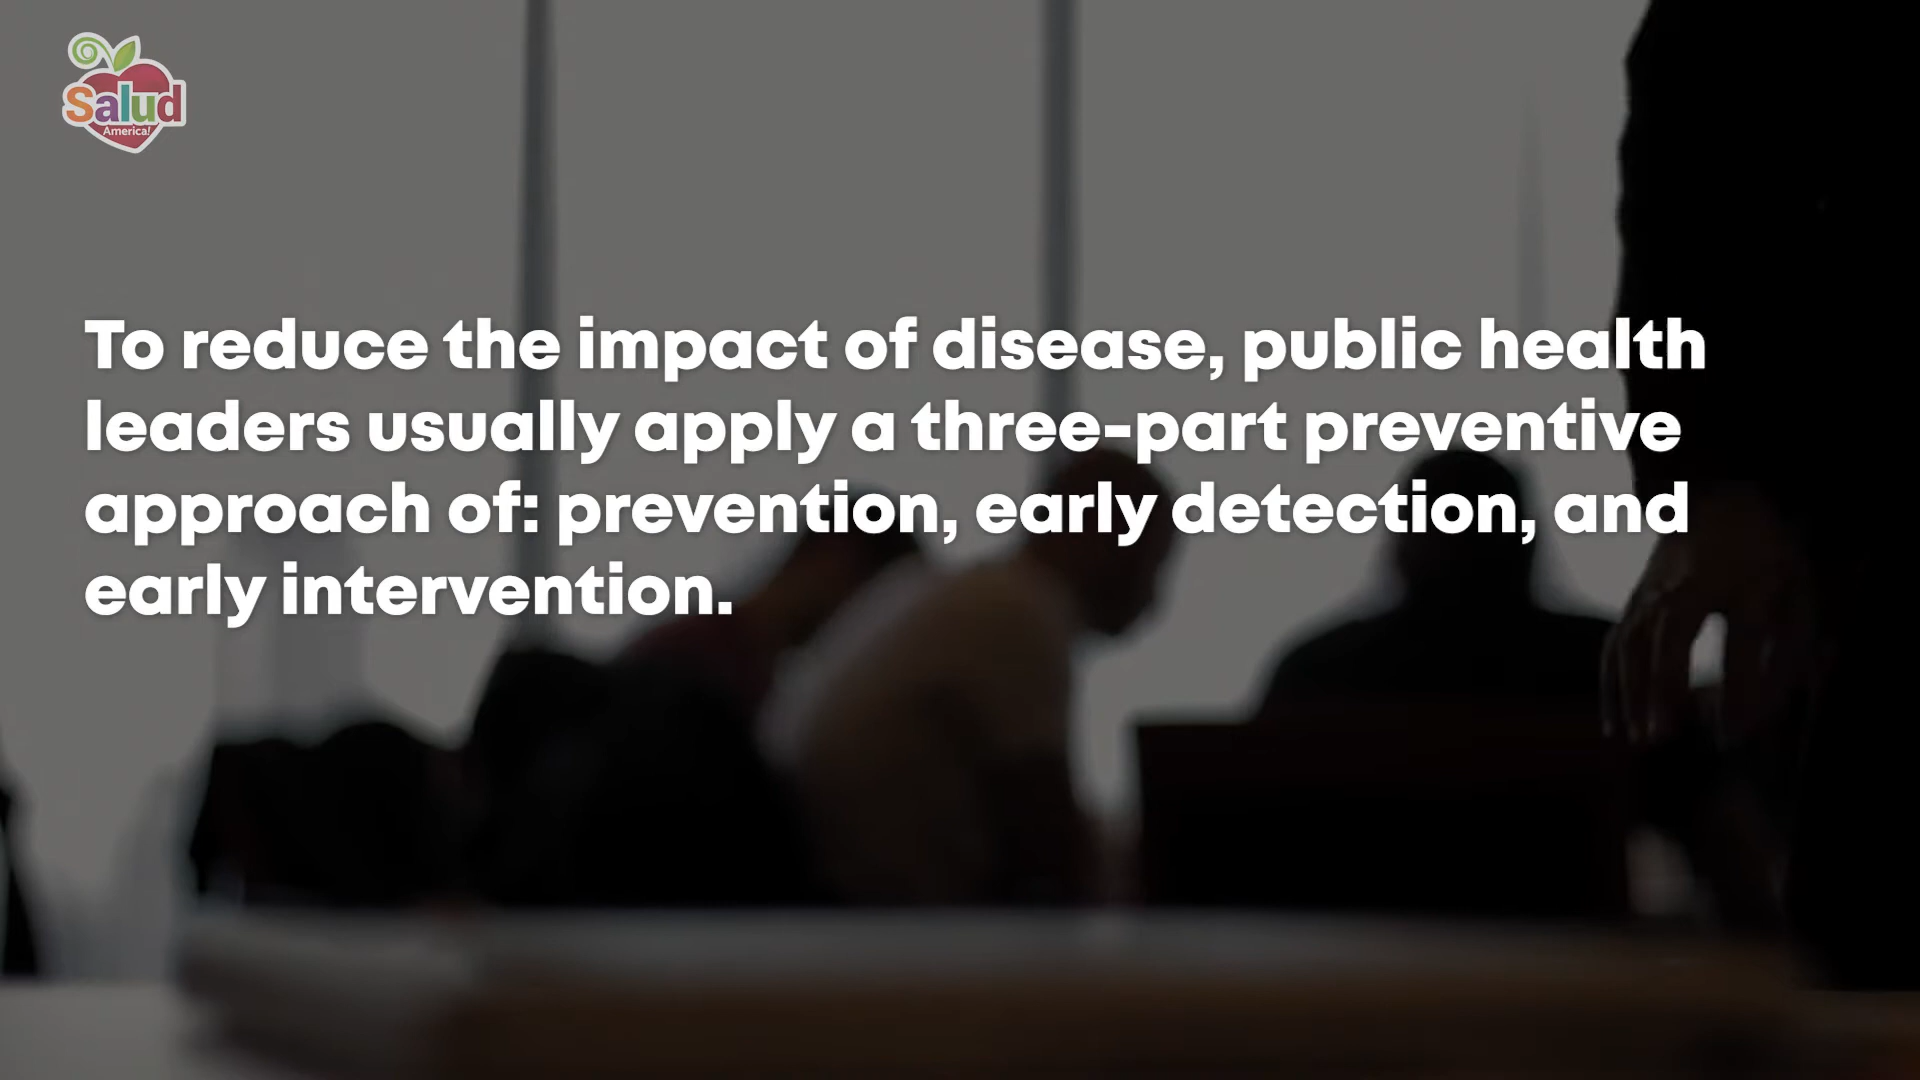 Salud
America!
To reduce the impact of disease, public health
leaders usually apply a three-part preventive
approach of: prevention, early detection, and
early intervention.